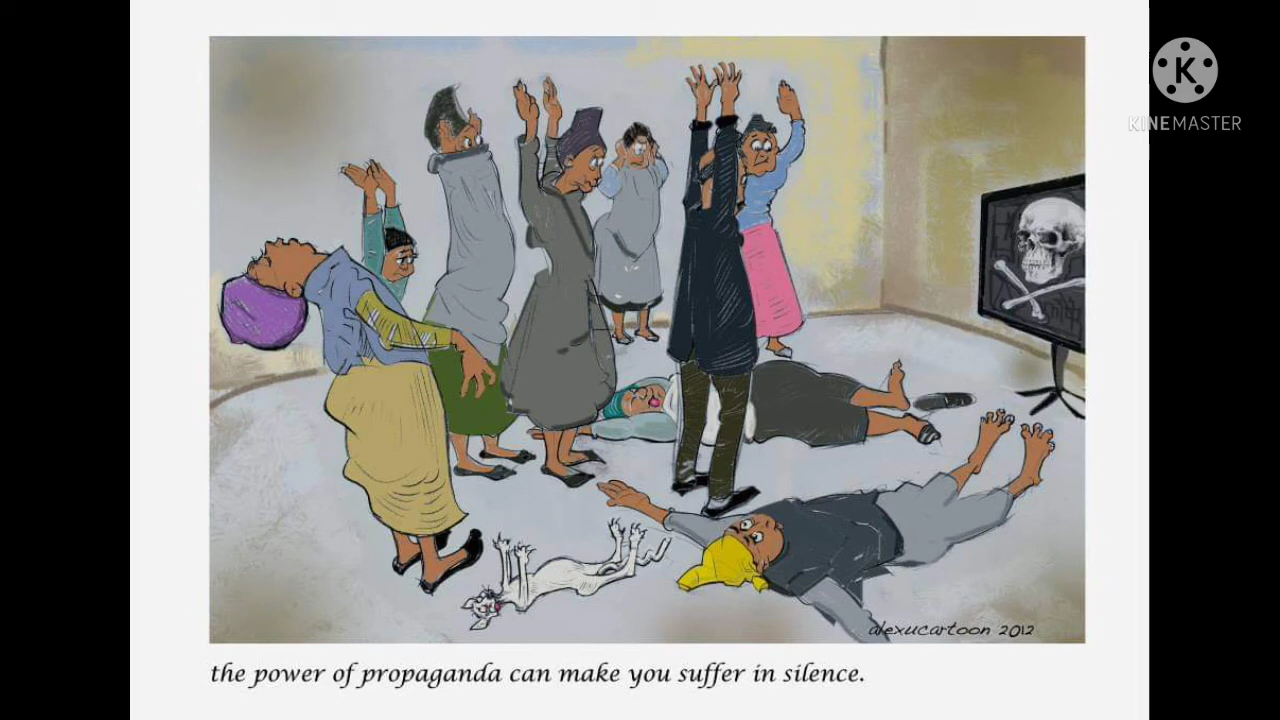 K
KINEMASTER
alexucartoon 2012
the power of propaganda can make you suffer in silence.